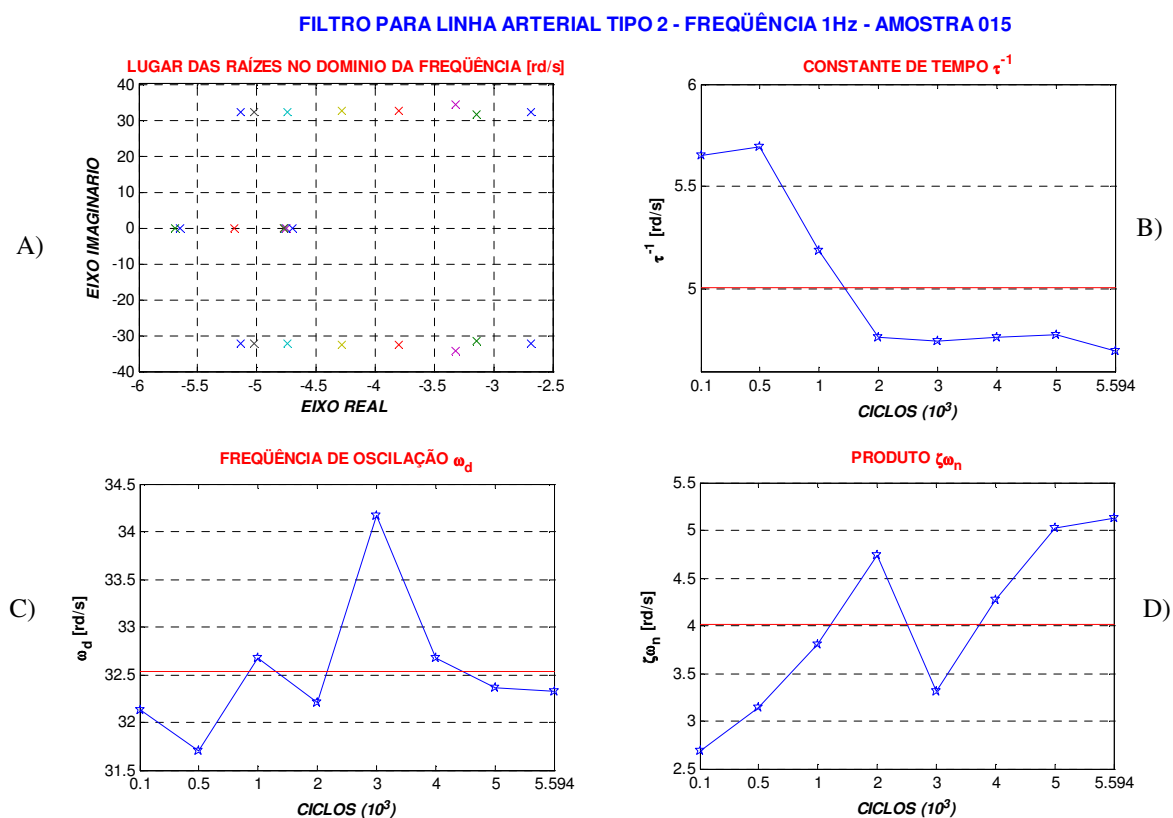 FILTRO PARA LINHA ARTERIAL TIPO 2 - FREQÜÊNCIA 1Hz - AMOSTRA 015
A)
LUGAR DAS RAÍZES NO DOMINIO DA FREQÜÊNCIA [rd/s]
EIXO IMAGINARIO
30
20
10
0
-10
-20
-30
-40
-6 -5.5 -5 -4.5 -4 -3.5 -3 -2.5
EIXO REAL
B)
CONSTANTE DE TEMPO τ⁻¹
τ⁻¹ [rd/s]
6
5.5
5
0.1 0.5 1 2 3 4 5 5.594
CICLOS (10³)
C)
FREQÜÊNCIA DE OSCILAÇÃO ω_d
ω_d [rd/s]
34.5
34
33.5
33
32.5
32
31.5
0.1 0.5 1 2 3 4 5 5.594
CICLOS (10³)
D)
PRODUTO ζω_n
ζω_n [rd/s]
5.5
5
4.5
4
3.5
3
2.5
0.1 0.5 1 2 3 4 5 5.594
CICLOS (10³)